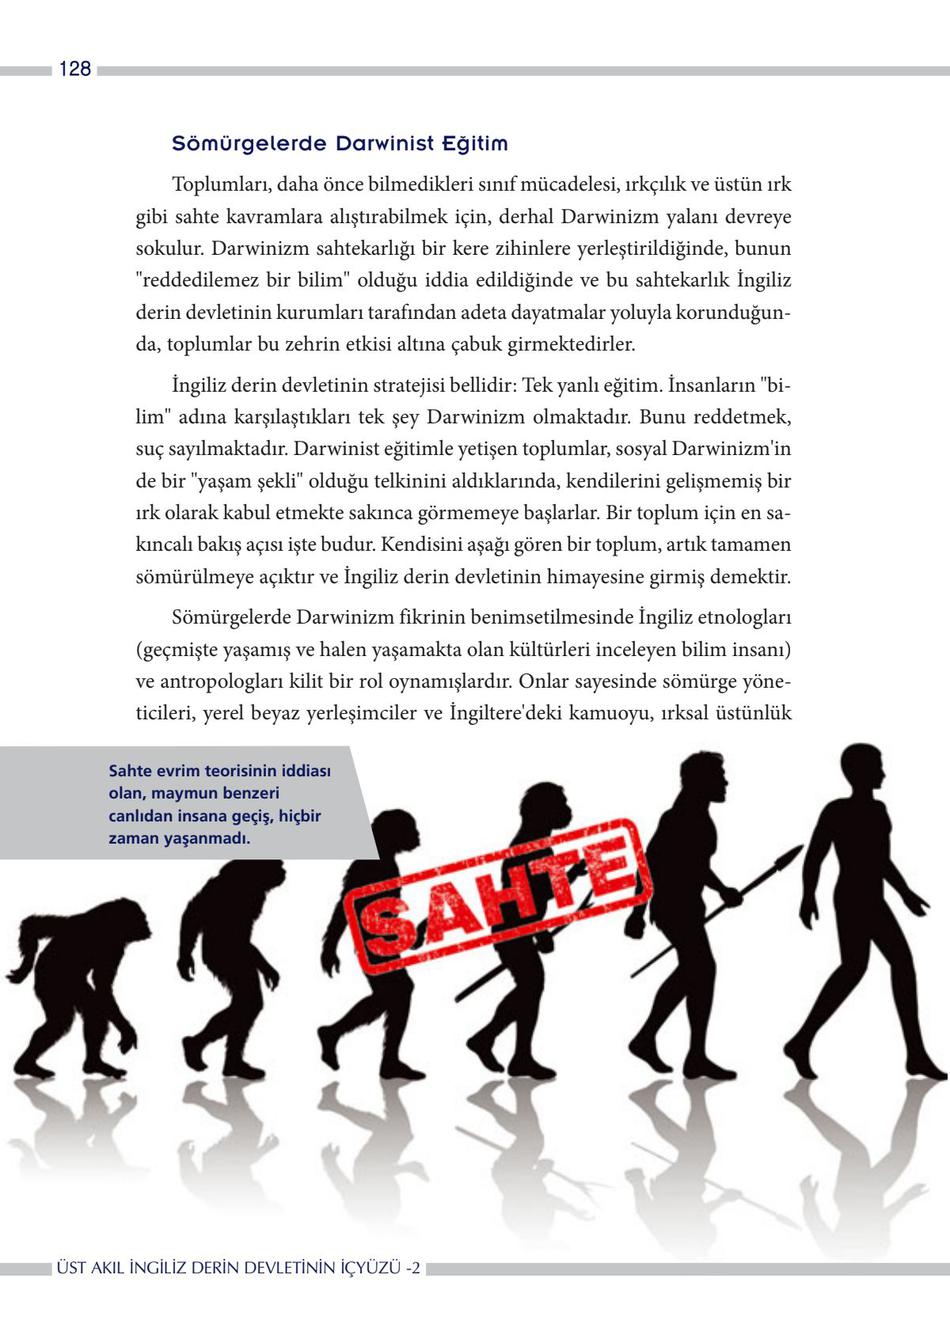 128
Sömürgelerde Darwinist Eğitim
Toplumları, daha önce bilmedikleri sınıf mücadelesi, ırkçılık ve üstün ırk
gibi sahte kavramlara alıştırabilmek için, derhal Darwinizm yalanı devreye
sokulur. Darwinizm sahtekarlığı bir kere zihinlere yerleştirildiğinde, bunun
"reddedilemez bir bilim" olduğu iddia edildiğinde ve bu sahtekarlık İngiliz
derin devletinin kurumları tarafından adeta dayatmalar yoluyla korunduğun-
da, toplumlar bu zehrin etkisi altına çabuk girmektedirler.
İngiliz derin devletinin stratejisi bellidir: Tek yanlı eğitim. İnsanların "bi-
lim" adına karşılaştıkları tek şey Darwinizm olmaktadır. Bunu reddetmek,
suç sayılmaktadır. Darwinist eğitimle yetişen toplumlar, sosyal Darwinizm'in
de bir "yaşam şekli" olduğu telkinini aldıklarında, kendilerini gelişmemiş bir
ırk olarak kabul etmekte sakınca görmemeye başlarlar. Bir toplum için en sa-
kıncalı bakış açısı işte budur. Kendisini aşağı gören bir toplum, artık tamamen
sömürülmeye açıktır ve İngiliz derin devletinin himayesine girmiş demektir.
Sömürgelerde Darwinizm fikrinin benimsetilmesinde İngiliz etnologları
(geçmişte yaşamış ve halen yaşamakta olan kültürleri inceleyen bilim insanı)
ve antropologları kilit bir rol oynamışlardır. Onlar sayesinde sömürge yöne-
ticileri, yerel beyaz yerleşimciler ve İngiltere'deki kamuoyu, ırksal üstünlük
Sahte evrim teorisinin iddiası
olan, maymun benzeri
canlıdan insana geçiş, hiçbir
zaman yaşanmadı.
SAHTE
ÜST AKIL İNGİLİZ DERİN DEVLETİNİN İÇYÜZÜ -2